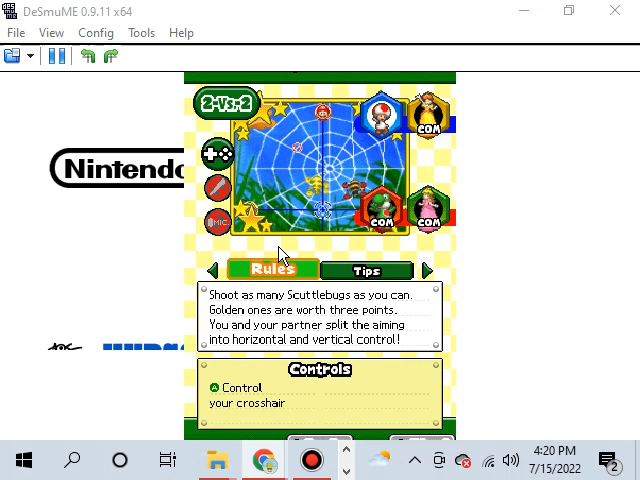 DeSmuME 0.9.11 x64
File View Config Tools Help
2-Vs-2
COM
Nintendo
MIC
COM COM
Rules Tips
Shoot as many Scuttlebugs as you can.
Golden ones are worth three points.
You and your partner split the aiming
into horizontal and vertical control!
Controls
A Control
your crosshair
4:20 PM
7/15/2022
2